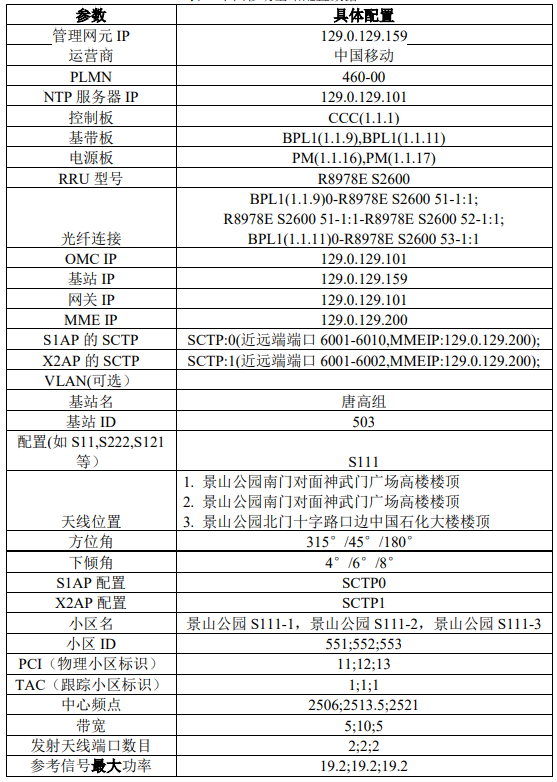 参数 具体配置
管理网元 IP 129.0.129.159
运营商 中国移动
PLMN 460-00
NTP 服务器 IP 129.0.129.101
控制板 CCC(1.1.1)
基带板 BPL1(1.1.9),BPL1(1.1.11)
电源板 PM(1.1.16),PM(1.1.17)
RRU 型号 R8978E S2600
BPL1(1.1.9)0-R8978E S2600 51-1:1;
R8978E S2600 51-1:1-R8978E S2600 52-1:1;
光纤连接 BPL1(1.1.11)0-R8978E S2600 53-1:1
OMC IP 129.0.129.101
基站 IP 129.0.129.159
网关 IP 129.0.129.101
MME IP 129.0.129.200
S1AP 的 SCTP SCTP:0(近远端端口 6001-6010,MMEIP:129.0.129.200);
X2AP 的 SCTP SCTP:1(近远端端口 6001-6002,MMEIP:129.0.129.200);
VLAN(可选）
基站名 唐高组
基站 ID 503
配置(如 S11,S222,S121
等） S111
1. 景山公园南门对面神武门广场高楼楼顶
2. 景山公园南门对面神武门广场高楼楼顶
天线位置 3. 景山公园北门十字路口边中国石化大楼楼顶
方位角 315°/45°/180°
下倾角 4°/6°/8°
S1AP 配置 SCTP0
X2AP 配置 SCTP1
小区名 景山公园 S111-1，景山公园 S111-2，景山公园 S111-3
小区 ID 551;552;553
PCI（物理小区标识） 11;12;13
TAC（跟踪小区标识） 1;1;1
中心频点 2506;2513.5;2521
带宽 5;10;5
发射天线端口数目 2;2;2
参考信号最大功率 19.2;19.2;19.2